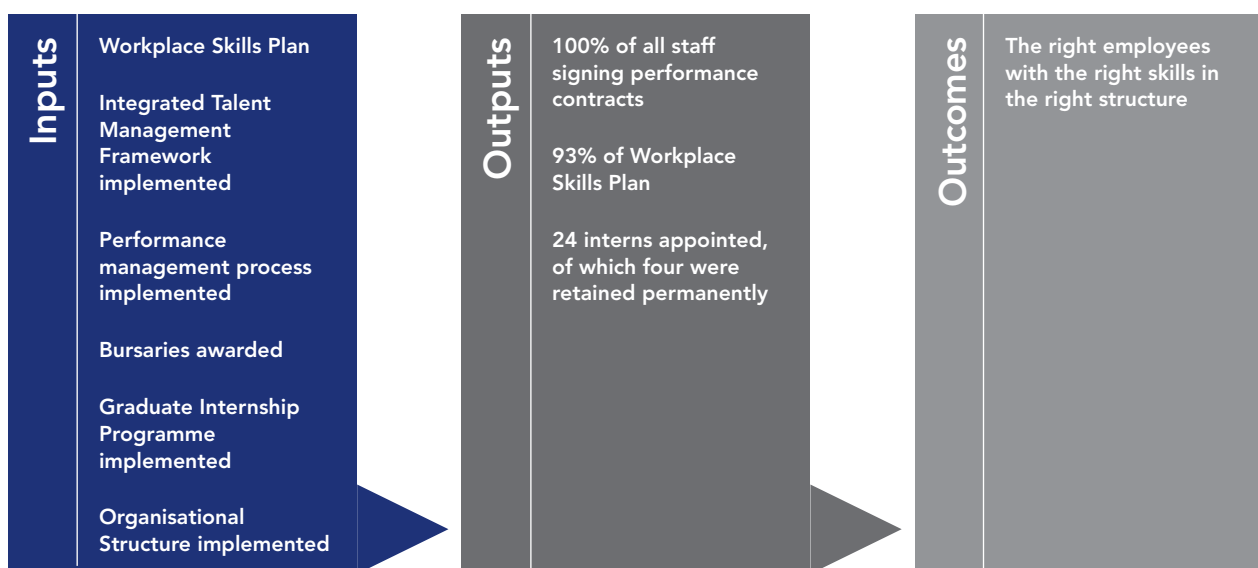 Inputs
Workplace Skills Plan
Integrated Talent
Management
Framework
implemented
Performance
management process
implemented
Bursaries awarded
Graduate Internship
Programme
implemented
Organisational
Structure implemented
Outputs
100% of all staff
signing performance
contracts
93% of Workplace
Skills Plan
24 interns appointed,
of which four were
retained permanently
Outcomes
The right employees
with the right skills in
the right structure